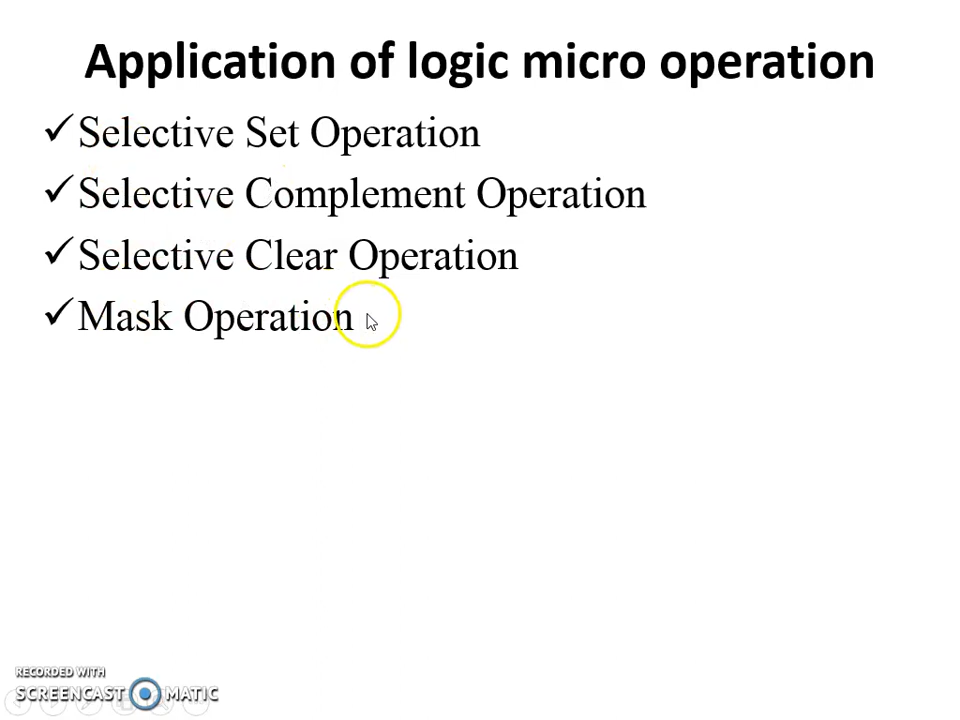 Application of logic micro operation
✓Selective Set Operation
✓Selective Complement Operation
✓Selective Clear Operation
✓Mask Operation
RECORDED WITH
SCREENCAST MATIC